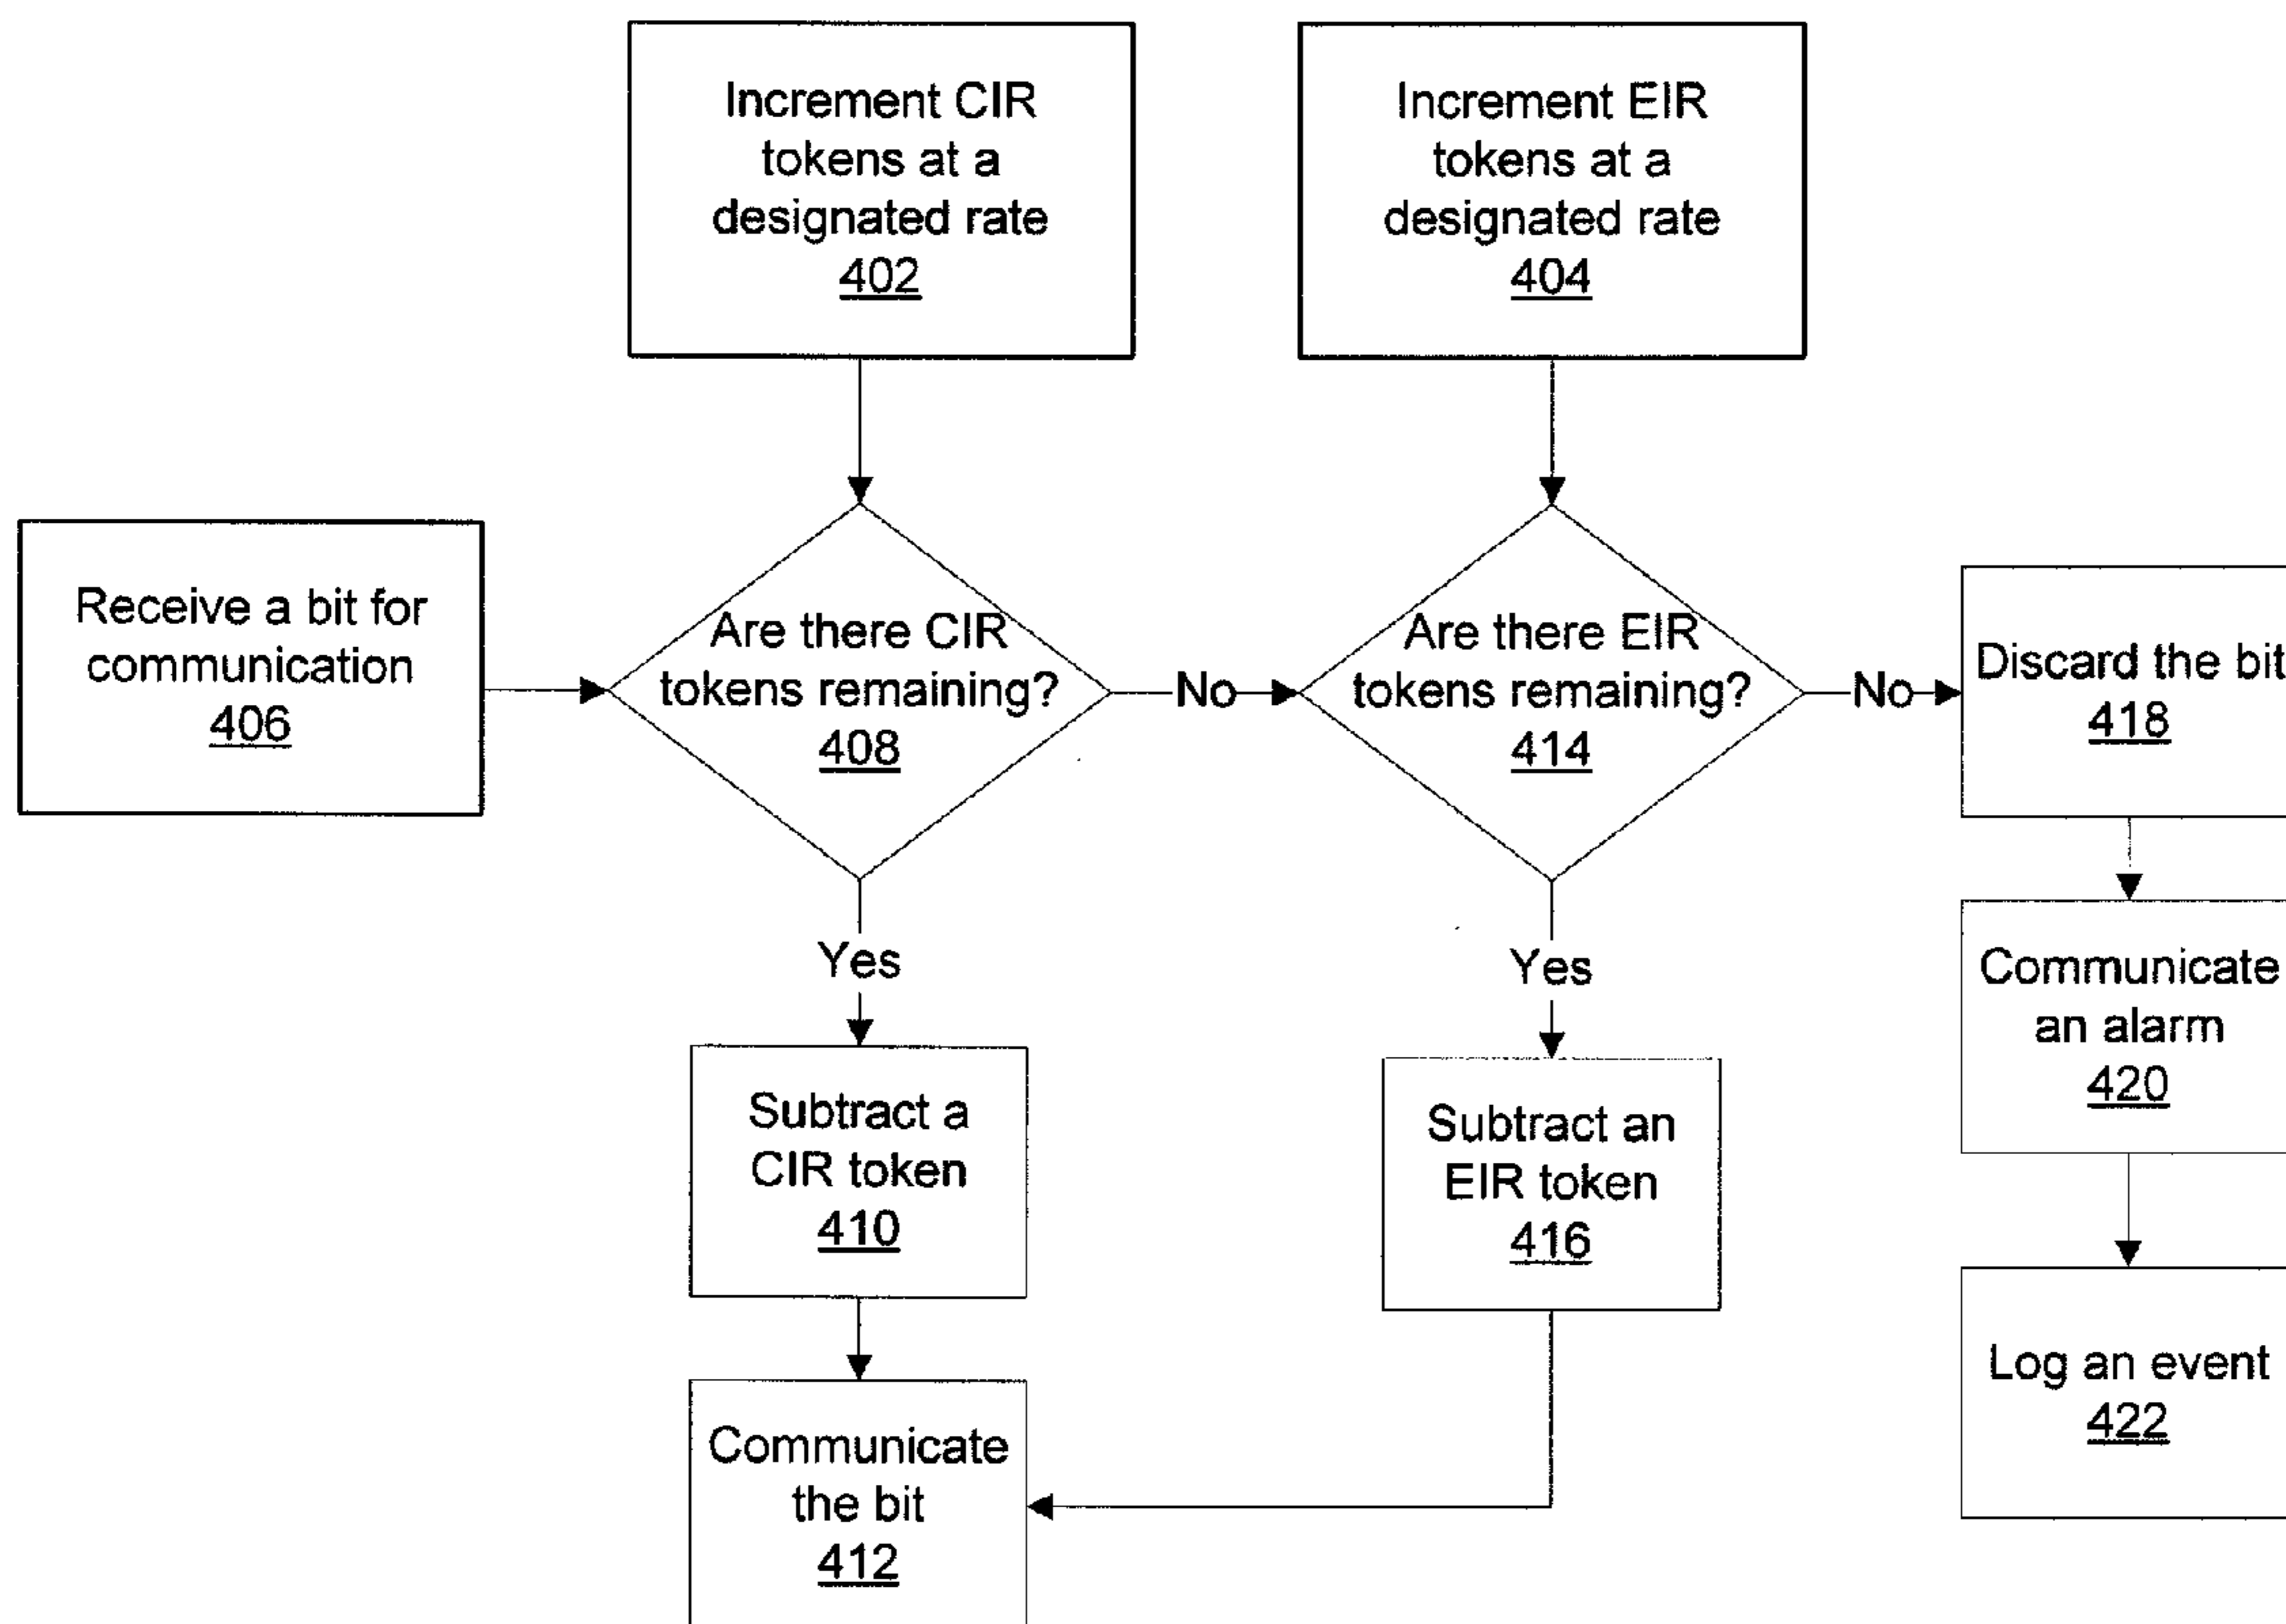 Increment CIR
tokens at a
designated rate
402
Increment EIR
tokens at a
designated rate
404
Receive a bit for
communication
406
Are there CIR
tokens remaining?
408
No
Are there EIR
tokens remaining?
414
No
Discard the bit
418
Yes
Yes
Communicate
an alarm
420
Subtract a
CIR token
410
Subtract an
EIR token
416
Log an event
422
Communicate
the bit
412